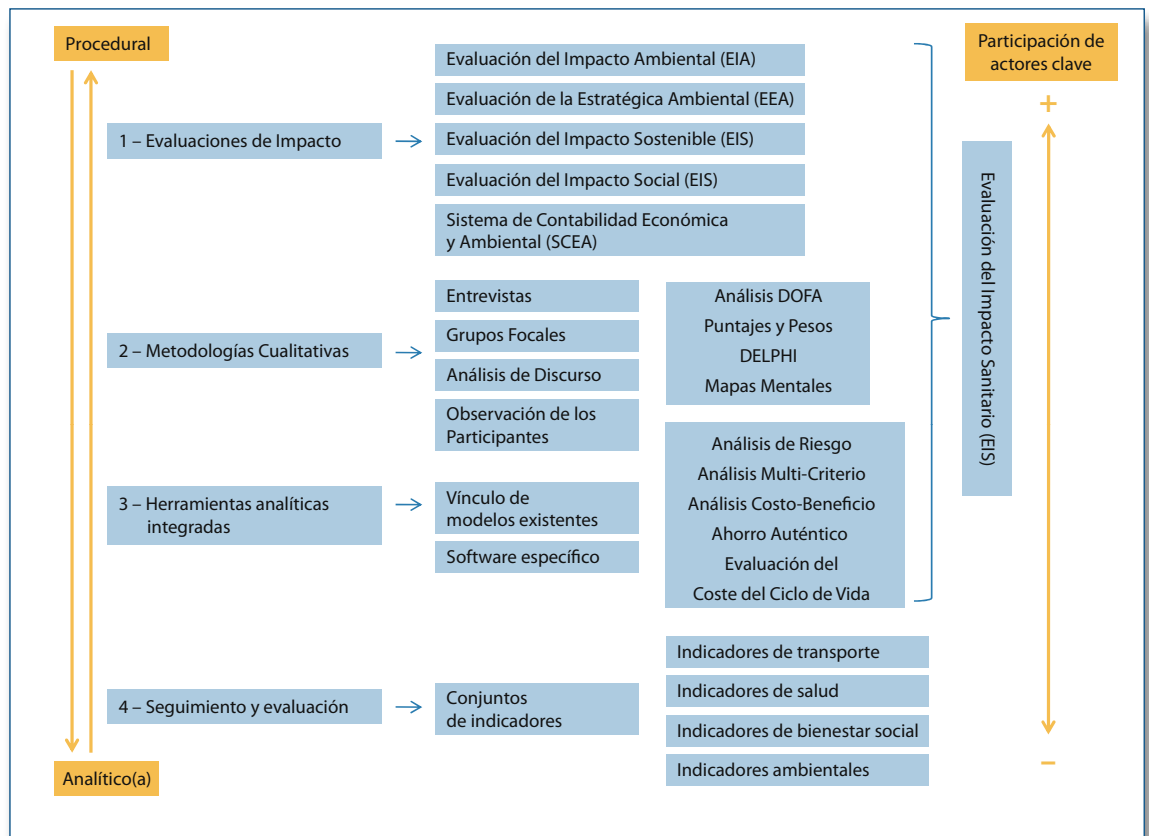 Procedural
Participación de
actores clave
+
1 – Evaluaciones de Impacto
Evaluación del Impacto Ambiental (EIA)
Evaluación de la Estratégica Ambiental (EEA)
Evaluación del Impacto Sostenible (EIS)
Evaluación del Impacto Social (EIS)
Sistema de Contabilidad Económica
y Ambiental (SCEA)
2 – Metodologías Cualitativas
Entrevistas
Grupos Focales
Análisis de Discurso
Observación de los
Participantes
Análisis DOFA
Puntajes y Pesos
DELPHI
Mapas Mentales
3 – Herramientas analíticas
integradas
Vínculo de
modelos existentes
Software específico
Análisis de Riesgo
Análisis Multi-Criterio
Análisis Costo-Beneficio
Ahorro Auténtico
Evaluación del
Coste del Ciclo de Vida
Evaluación del Impacto Sanitario (EIS)
4 – Seguimiento y evaluación
Conjuntos
de indicadores
Indicadores de transporte
Indicadores de salud
Indicadores de bienestar social
Indicadores ambientales
–
Analítico(a)